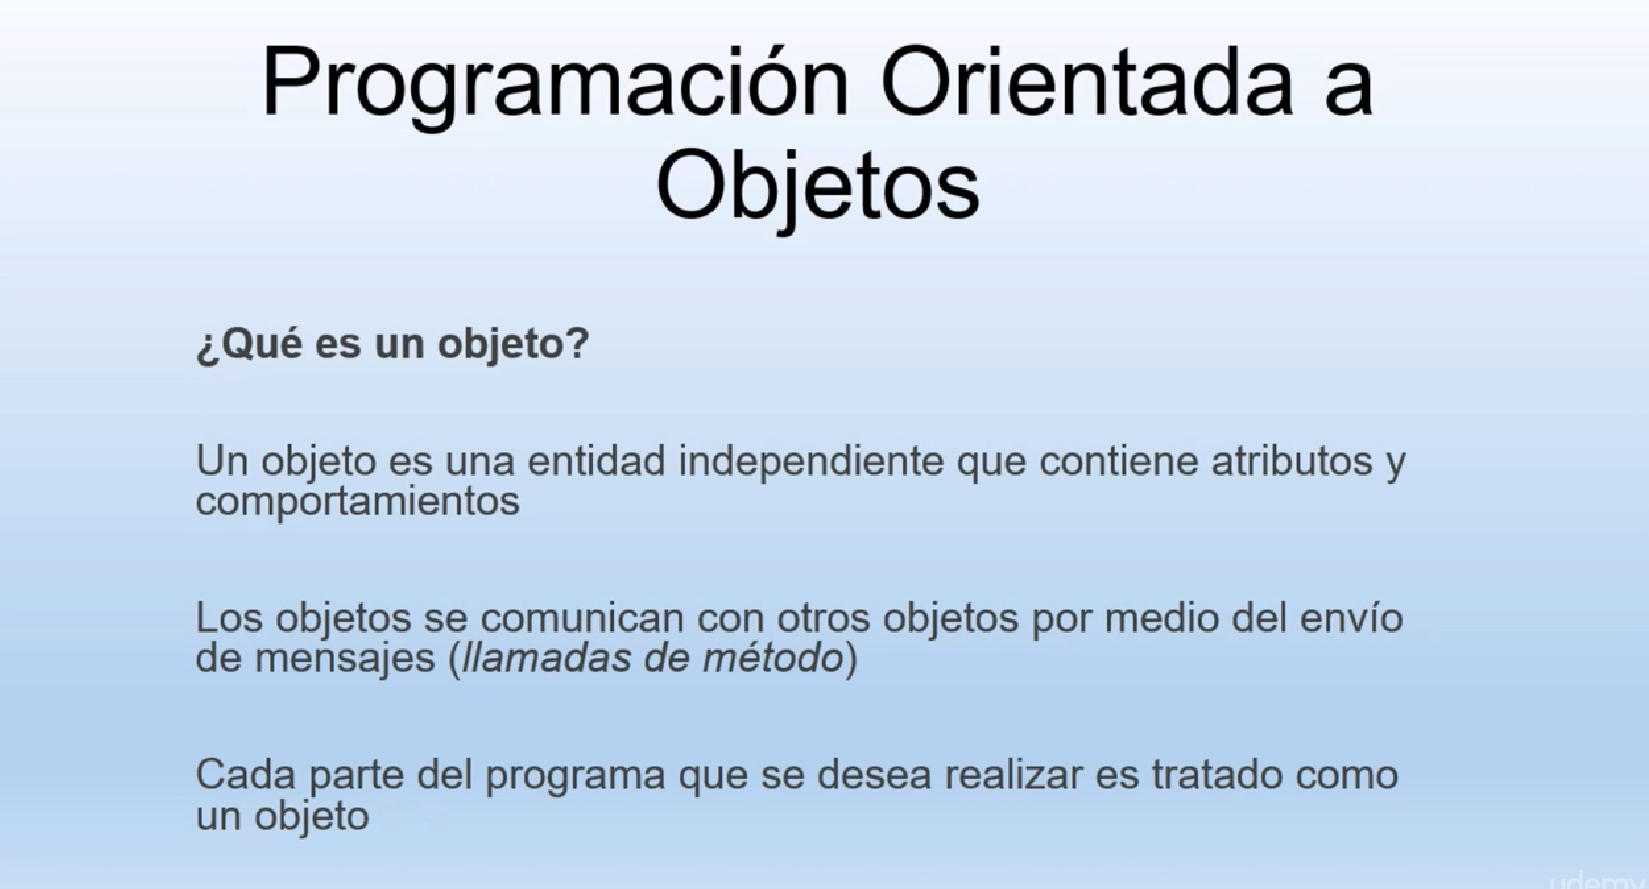 Programación Orientada a
Objetos
¿Qué es un objeto?
Un objeto es una entidad independiente que contiene atributos y
comportamientos
Los objetos se comunican con otros objetos por medio del envío
de mensajes (llamadas de método)
Cada parte del programa que se desea realizar es tratado como
un objeto
udemy